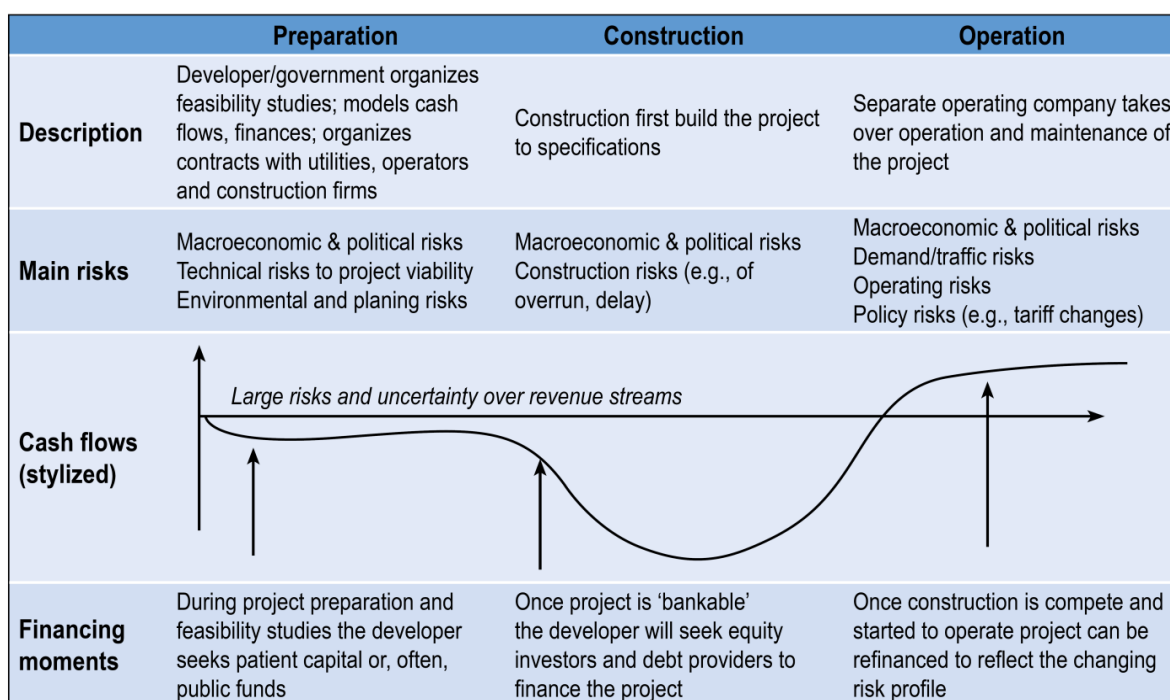 Preparation
Construction
Operation
Description
Developer/government organizes
feasibility studies; models cash
flows, finances; organizes
contracts with utilities, operators
and construction firms
Construction first build the project
to specifications
Separate operating company takes
over operation and maintenance of
the project
Main risks
Macroeconomic & political risks
Technical risks to project viability
Environmental and planing risks
Macroeconomic & political risks
Construction risks (e.g., of
overrun, delay)
Macroeconomic & political risks
Demand/traffic risks
Operating risks
Policy risks (e.g., tariff changes)
Cash flows
(stylized)
Large risks and uncertainty over revenue streams
Financing
moments
During project preparation and
feasibility studies the developer
seeks patient capital or, often,
public funds
Once project is ‘bankable’
the developer will seek equity
investors and debt providers to
finance the project
Once construction is compete and
started to operate project can be
refinanced to reflect the changing
risk profile